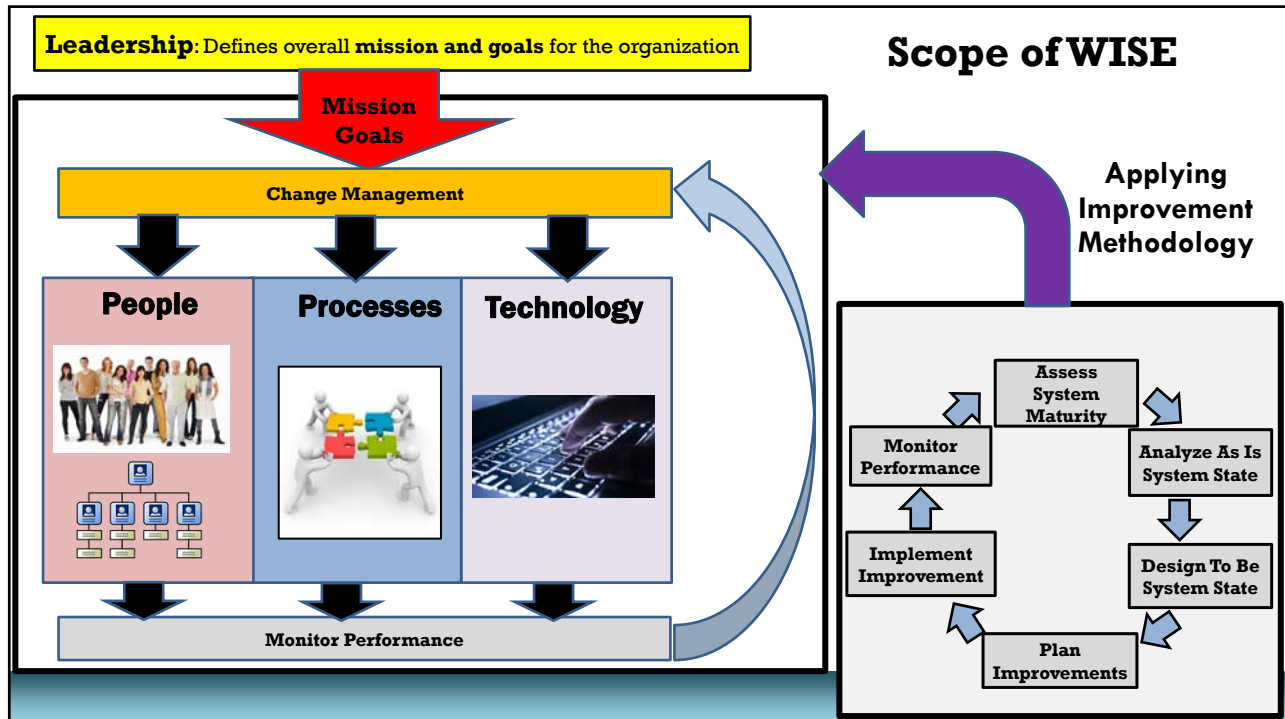 Leadership: Defines overall mission and goals for the organization
Scope of WISE
Mission
Goals
Change Management
Applying
Improvement
Methodology
People
Processes
Technology
Monitor Performance
Assess
System
Maturity
Analyze As Is
System State
Design To Be
System State
Plan
Improvements
Implement
Improvement
Monitor
Performance